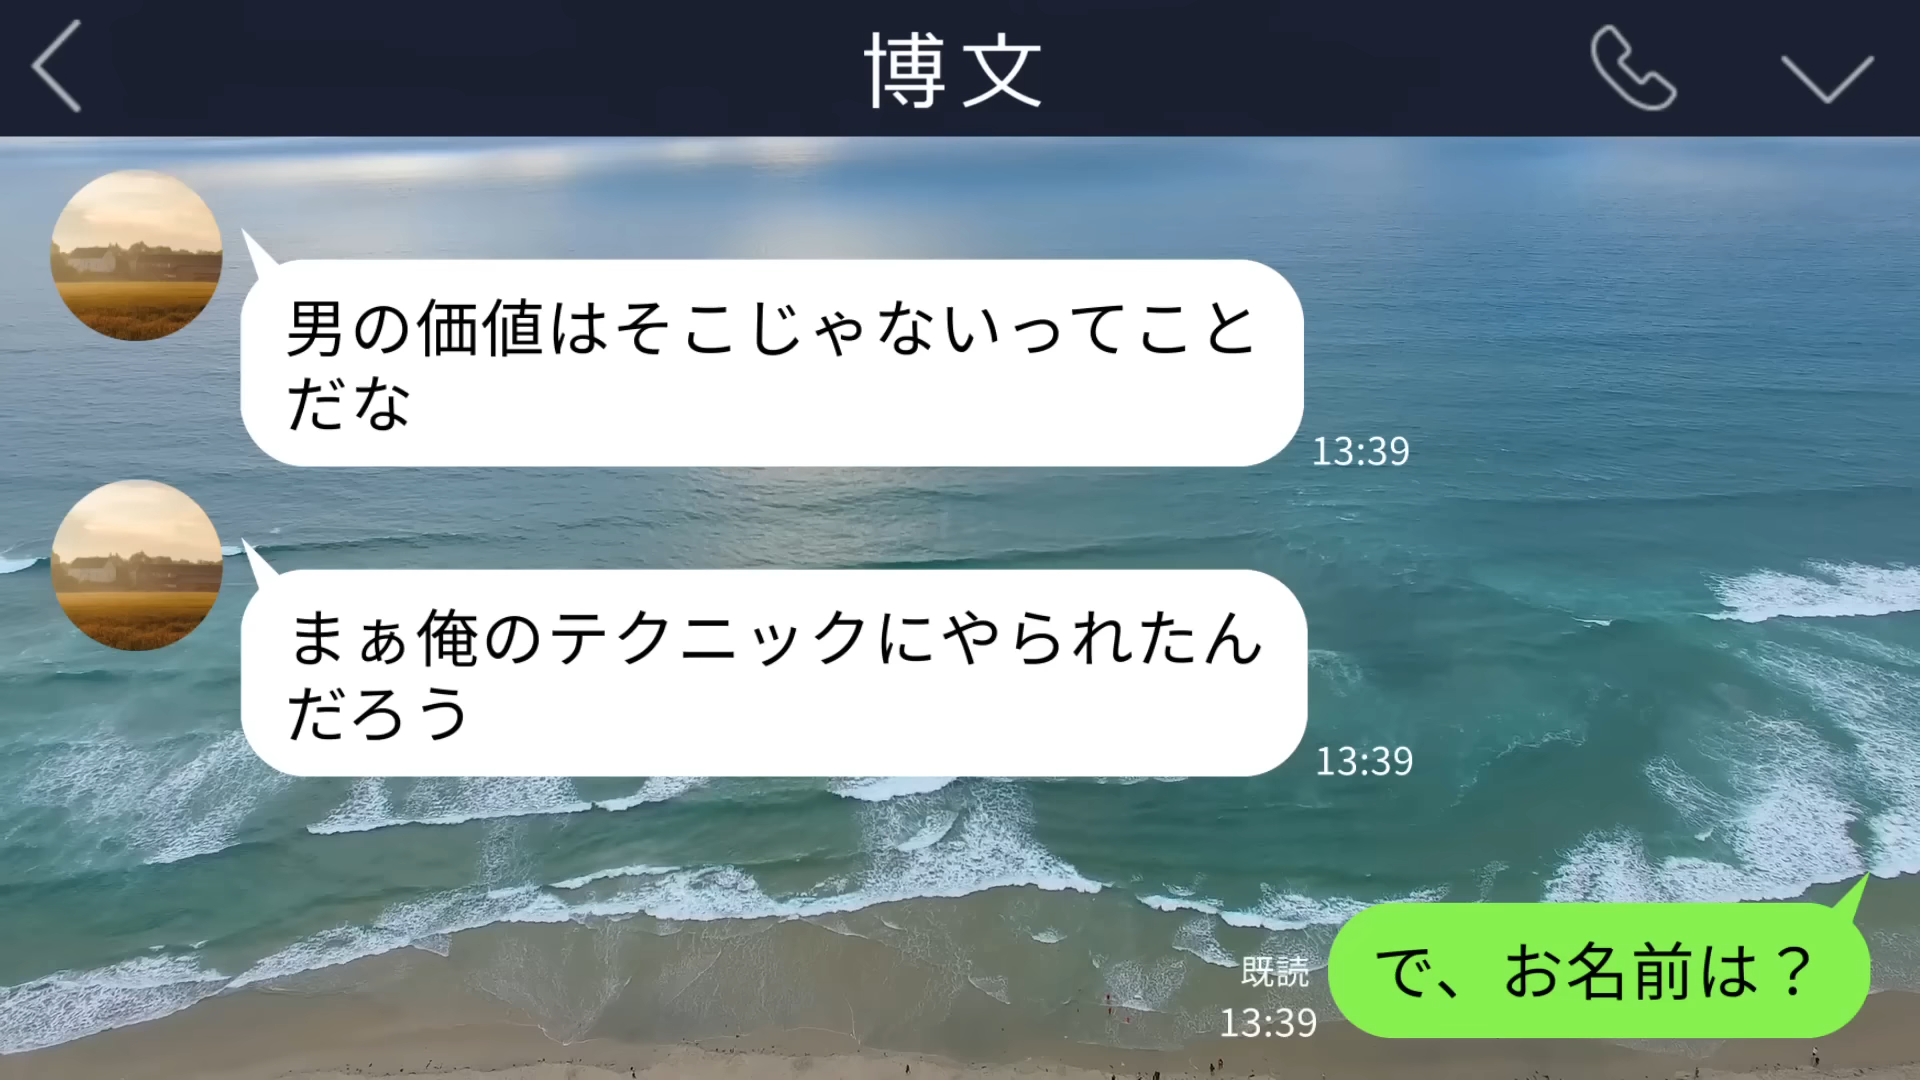 博文
男の価値はそこじゃないってこと
だな
13:39
まぁ俺のテクニックにやられたん
だろう
13:39
で、お名前は？
既読
13:39